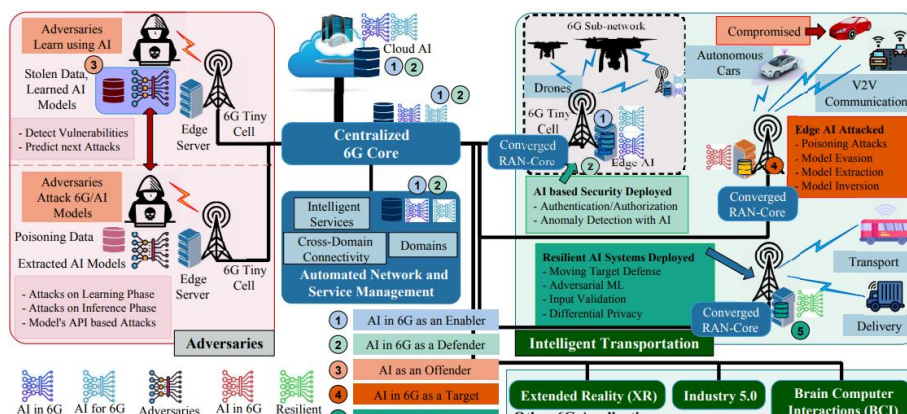 Adversaries
Learn using AI
3
Stolen Data,
Learned AI
Models
- Detect Vulnerabilities
- Predict next Attacks
Edge
Server
6G Tiny
Cell
Adversaries
Attack 6G/AI
Models
Poisoning Data
Extracted AI Models
- Attacks on Learning Phase
- Attacks on Inference Phase
- Model's API based Attacks
Edge
Server
6G Tiny
Cell
Adversaries
Cloud AI
1 2
1 2
Centralized
6G Core
1 2
Intelligent
Services
Cross-Domain
Connectivity
Domains
Automated Network and
Service Management
1 AI in 6G as an Enabler
2 AI in 6G as a Defender
3 AI as an Offender
4 AI in 6G as a Target
6G Sub-network
Drones
6G Tiny
Cell
1
Edge AI
Converged
RAN-Core
2
AI based Security Deployed
- Authentication/Authorization
- Anomaly Detection with AI
Resilient AI Systems Deployed
- Moving Target Defense
- Adversarial ML
- Input Validation
- Differential Privacy
Compromised
Autonomous
Cars
V2V
Communication
4
Edge AI Attacked
- Poisoning Attacks
- Model Evasion
- Model Extraction
- Model Inversion
Converged
RAN-Core
Transport
Converged
RAN-Core
5
Delivery
Intelligent Transportation
AI in 6G
AI for 6G
Adversaries
AI in 6G
Resilient
Extended Reality (XR)
Industry 5.0
Brain Computer
Interactions (BCI)